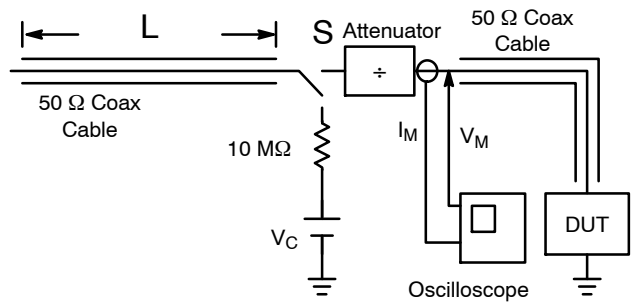 L
S
Attenuator
÷
50 Ω Coax
Cable
50 Ω Coax
Cable
10 MΩ
I_M
V_M
V_C
DUT
Oscilloscope